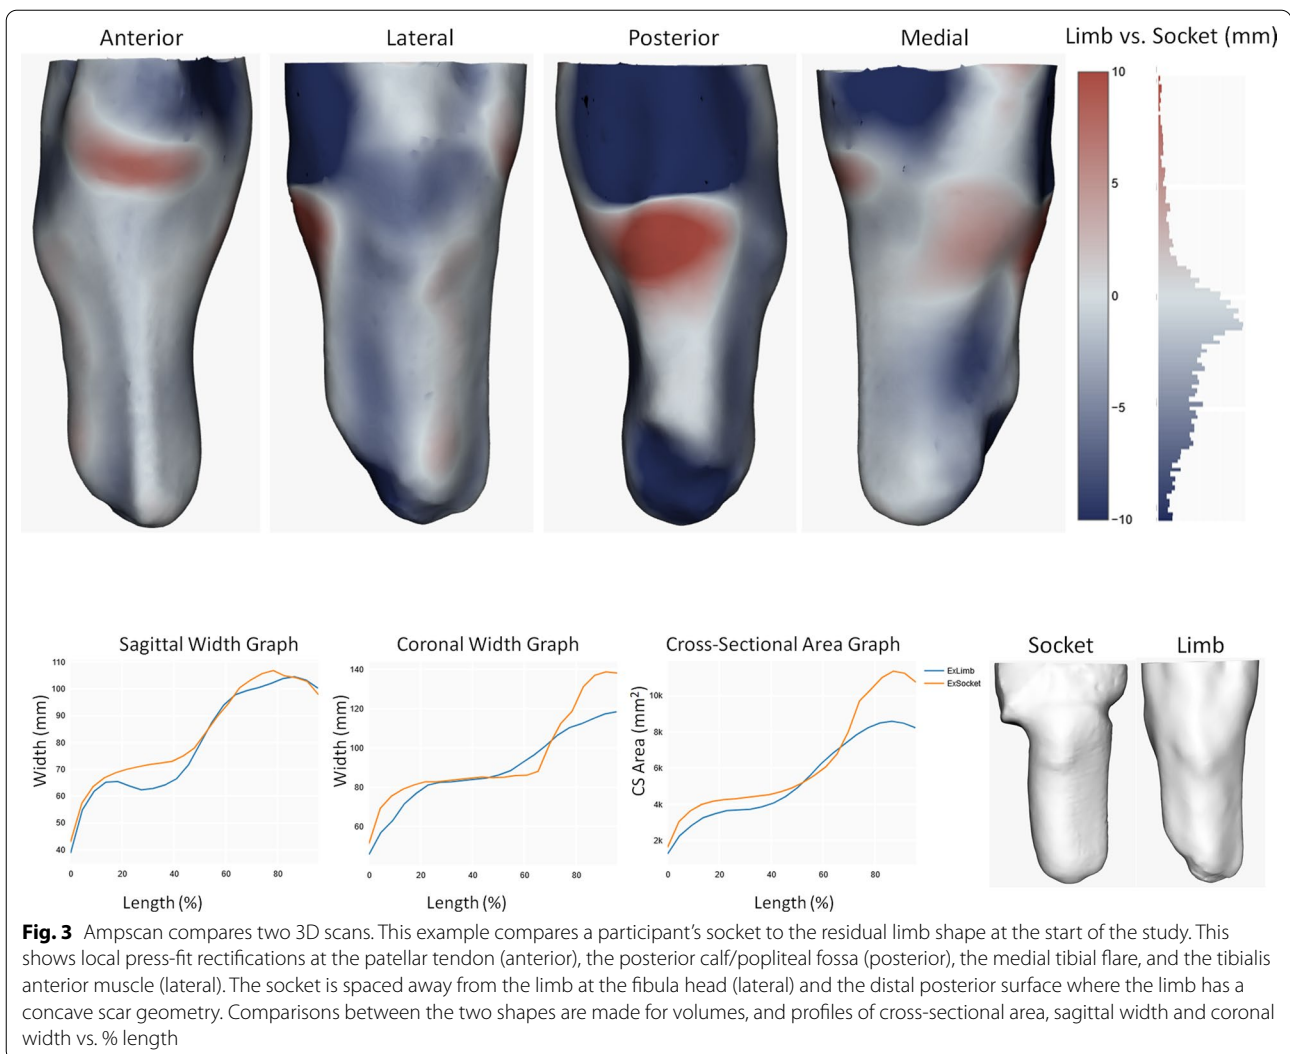 Anterior
Lateral
Posterior
Medial
Limb vs. Socket (mm)
10
5
0
−5
−10
Sagittal Width Graph
Width (mm)
110
100
90
80
70
60
50
40
0 20 40 60 80
Length (%)
Coronal Width Graph
Width (mm)
140
120
100
80
60
0 20 40 60 80
Length (%)
Cross-Sectional Area Graph
CS Area (mm²)
10k
8k
6k
4k
2k
0 20 40 60 80
Length (%)
ExLimb
ExSocket
Socket
Limb
Fig. 3 Ampscan compares two 3D scans. This example compares a participant's socket to the residual limb shape at the start of the study. This
shows local press-fit rectifications at the patellar tendon (anterior), the posterior calf/popliteal fossa (posterior), the medial tibial flare, and the tibialis
anterior muscle (lateral). The socket is spaced away from the limb at the fibula head (lateral) and the distal posterior surface where the limb has a
concave scar geometry. Comparisons between the two shapes are made for volumes, and profiles of cross-sectional area, sagittal width and coronal
width vs. % length